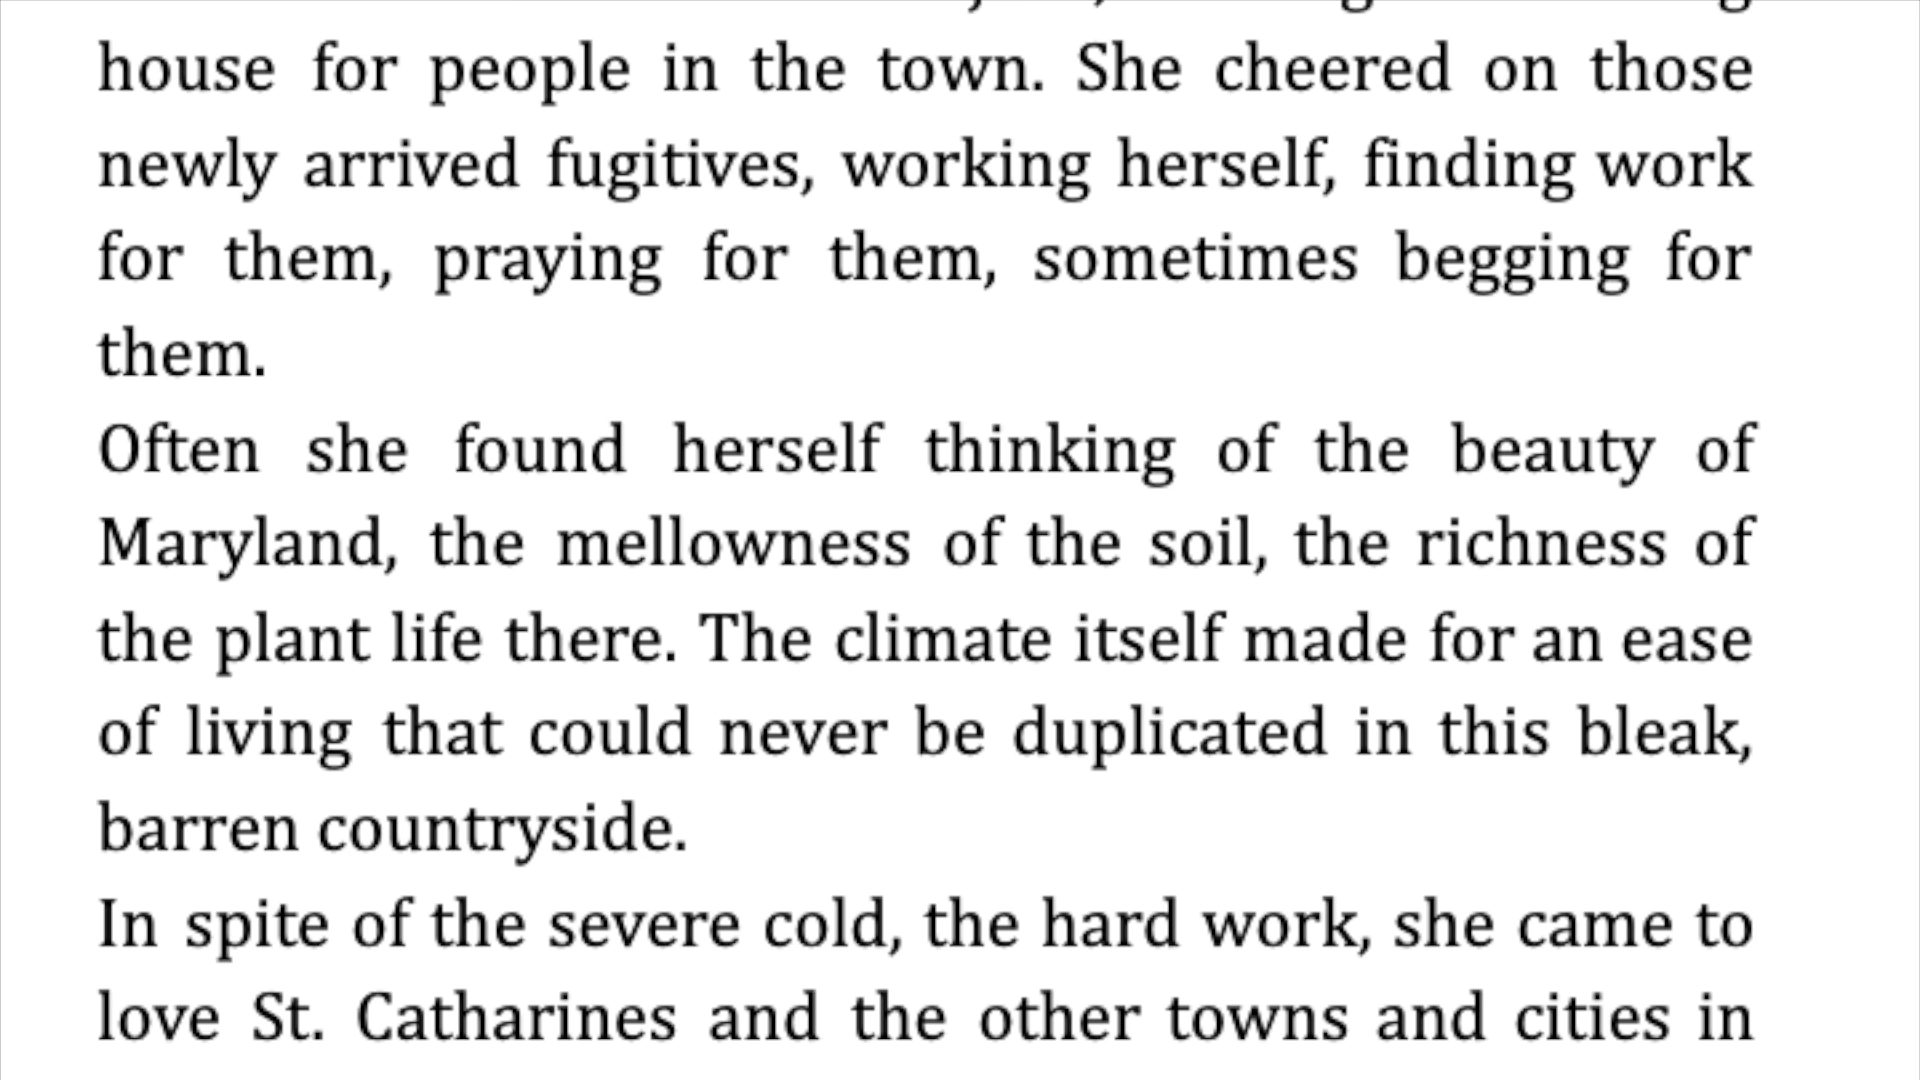 house for people in the town. She cheered on those
newly arrived fugitives, working herself, finding work
for them, praying for them, sometimes begging for
them.
Often she found herself thinking of the beauty of
Maryland, the mellowness of the soil, the richness of
the plant life there. The climate itself made for an ease
of living that could never be duplicated in this bleak,
barren countryside.
In spite of the severe cold, the hard work, she came to
love St. Catharines and the other towns and cities in